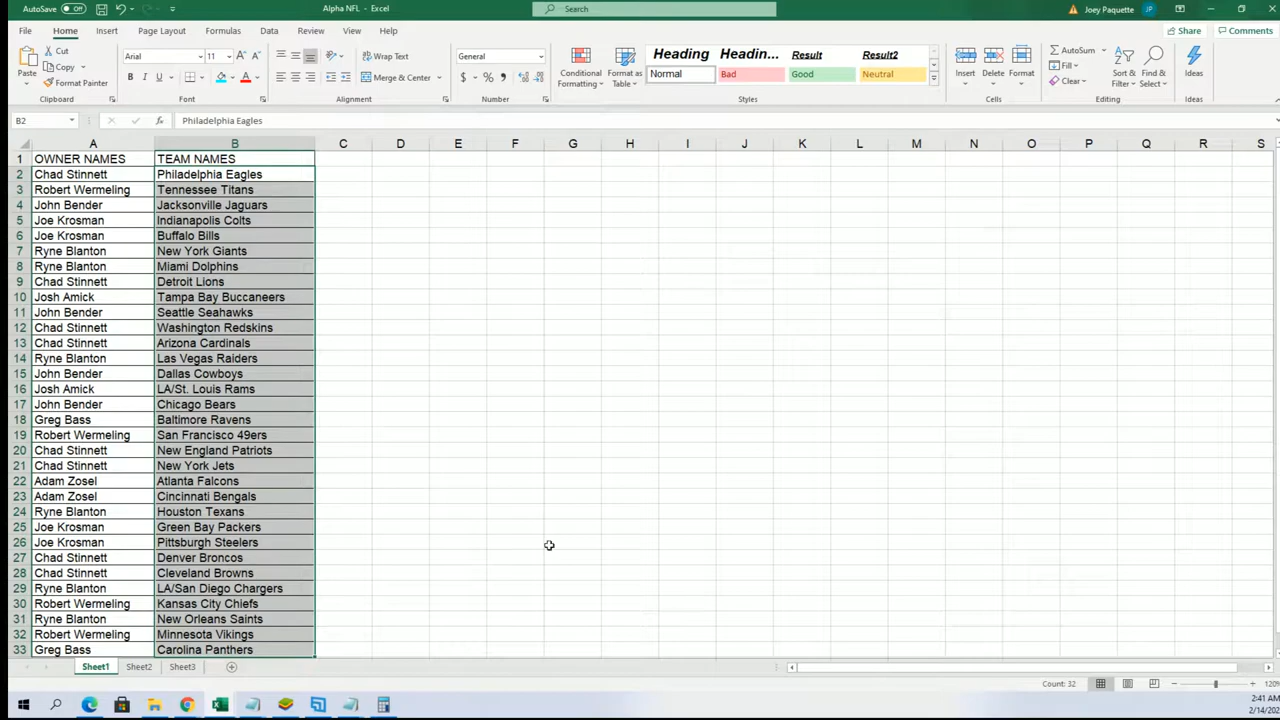 AutoSave Off Alpha NFL - Excel Search Joey Paquette JP
File Home Insert Page Layout Formulas Data Review View Help Share Comments
Cut Arial 11 Wrap Text General Heading Headin... Result Result2 AutoSum
Copy Fill
Paste Format Painter B I U A Merge & Center $ % Conditional Formatting Format as Table Normal Bad Good Neutral Insert Delete Format Clear Sort & Filter Find & Select Ideas
Clipboard Font Alignment Number Styles Cells Editing Ideas
B2 fx Philadelphia Eagles
A B C D E F G H I J K L M N O P Q R S
1 OWNER NAMES TEAM NAMES
2 Chad Stinnett Philadelphia Eagles
3 Robert Wermeling Tennessee Titans
4 John Bender Jacksonville Jaguars
5 Joe Krosman Indianapolis Colts
6 Joe Krosman Buffalo Bills
7 Ryne Blanton New York Giants
8 Ryne Blanton Miami Dolphins
9 Chad Stinnett Detroit Lions
10 Josh Amick Tampa Bay Buccaneers
11 John Bender Seattle Seahawks
12 Chad Stinnett Washington Redskins
13 Chad Stinnett Arizona Cardinals
14 Ryne Blanton Las Vegas Raiders
15 John Bender Dallas Cowboys
16 Josh Amick LA/St. Louis Rams
17 John Bender Chicago Bears
18 Greg Bass Baltimore Ravens
19 Robert Wermeling San Francisco 49ers
20 Chad Stinnett New England Patriots
21 Chad Stinnett New York Jets
22 Adam Zosel Atlanta Falcons
23 Adam Zosel Cincinnati Bengals
24 Ryne Blanton Houston Texans
25 Joe Krosman Green Bay Packers
26 Joe Krosman Pittsburgh Steelers
27 Chad Stinnett Denver Broncos
28 Chad Stinnett Cleveland Browns
29 Ryne Blanton LA/San Diego Chargers
30 Robert Wermeling Kansas City Chiefs
31 Ryne Blanton New Orleans Saints
32 Robert Wermeling Minnesota Vikings
33 Greg Bass Carolina Panthers
Sheet1 Sheet2 Sheet3
Count: 32 120%
2:41 AM
2/14/202